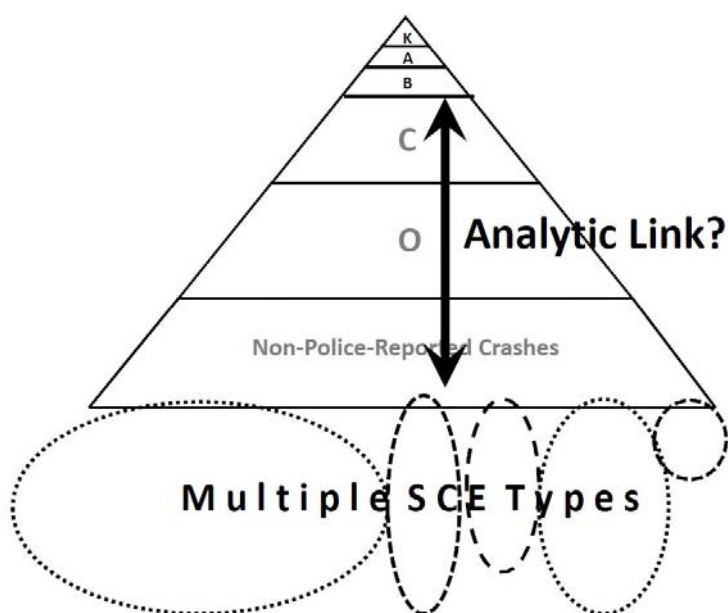 K
A
B
C
O
Analytic Link?
Non-Police-Reported Crashes
Multiple SCE Types